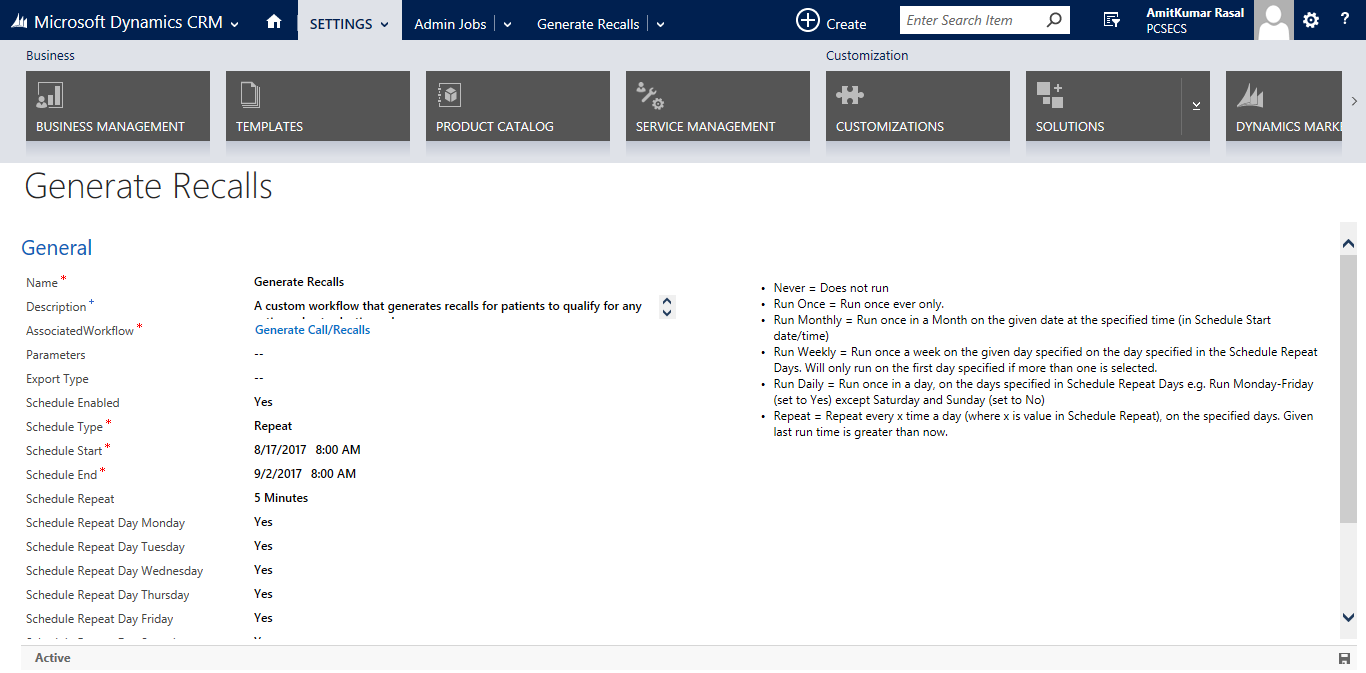 Microsoft Dynamics CRM
SETTINGS
Admin Jobs
Generate Recalls
Create
Enter Search Item
AmitKumar Rasal
PCSECS
?
Business
Customization
BUSINESS MANAGEMENT
TEMPLATES
PRODUCT CATALOG
SERVICE MANAGEMENT
CUSTOMIZATIONS
SOLUTIONS
DYNAMICS MARK
Generate Recalls
General
Name * Generate Recalls
Description + A custom workflow that generates recalls for patients to qualify for any
AssociatedWorkflow * Generate Call/Recalls
Parameters --
Export Type --
Schedule Enabled Yes
Schedule Type * Repeat
Schedule Start * 8/17/2017 8:00 AM
Schedule End * 9/2/2017 8:00 AM
Schedule Repeat 5 Minutes
Schedule Repeat Day Monday Yes
Schedule Repeat Day Tuesday Yes
Schedule Repeat Day Wednesday Yes
Schedule Repeat Day Thursday Yes
Schedule Repeat Day Friday Yes
• Never = Does not run
• Run Once = Run once ever only.
• Run Monthly = Run once in a Month on the given date at the specified time (in Schedule Start
date/time)
• Run Weekly = Run once a week on the given day specified on the day specified in the Schedule Repeat
Days. Will only run on the first day specified if more than one is selected.
• Run Daily = Run once in a day, on the days specified in Schedule Repeat Days e.g. Run Monday-Friday
(set to Yes) except Saturday and Sunday (set to No)
• Repeat = Repeat every x time a day (where x is value in Schedule Repeat), on the specified days. Given
last run time is greater than now.
Active